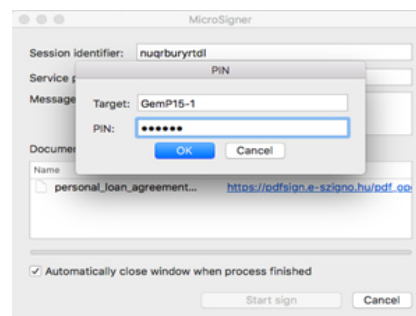 MicroSigner
Session identifier: nuqrburyrtdl
PIN
Service
Message
Target: GemP15-1
PIN: ●●●●●●
OK Cancel
Name
personal_loan_agreement... https://pdfsign.e-szigno.hu/pdf_op
Automatically close window when process finished
Start sign Cancel